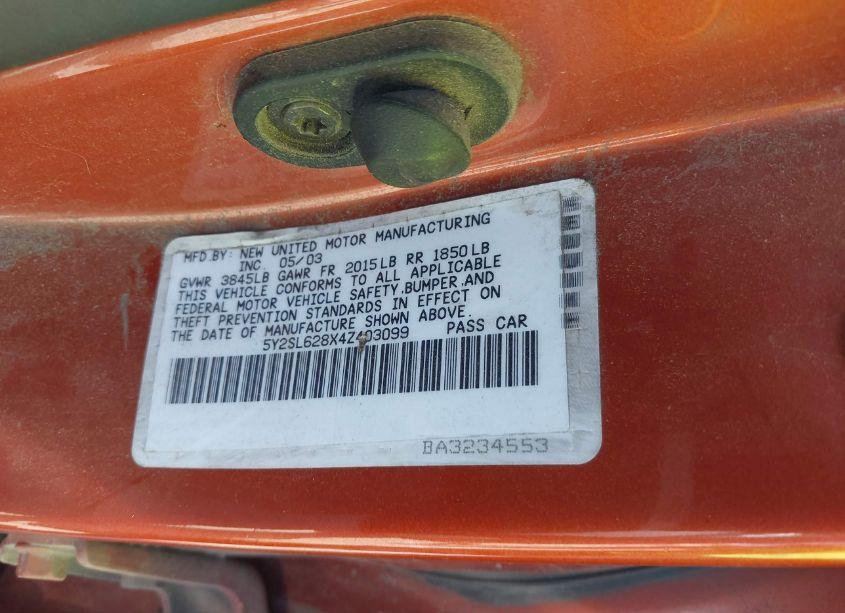 MFD.BY: NEW UNITED MOTOR MANUFACTURING
INC. 05/03
GVWR 3845LB GAWR FR 2015LB RR 1850LB
THIS VEHICLE CONFORMS TO ALL APPLICABLE
FEDERAL MOTOR VEHICLE SAFETY,BUMPER,AND
THEFT PREVENTION STANDARDS IN EFFECT ON
THE DATE OF MANUFACTURE SHOWN ABOVE.
5Y2SL628X4Z403099 PASS CAR
BA3234553